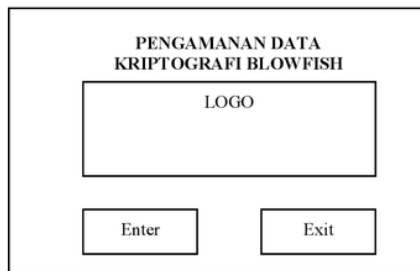 PENGAMANAN DATA
KRIPTOGRAFI BLOWFISH
LOGO
Enter
Exit